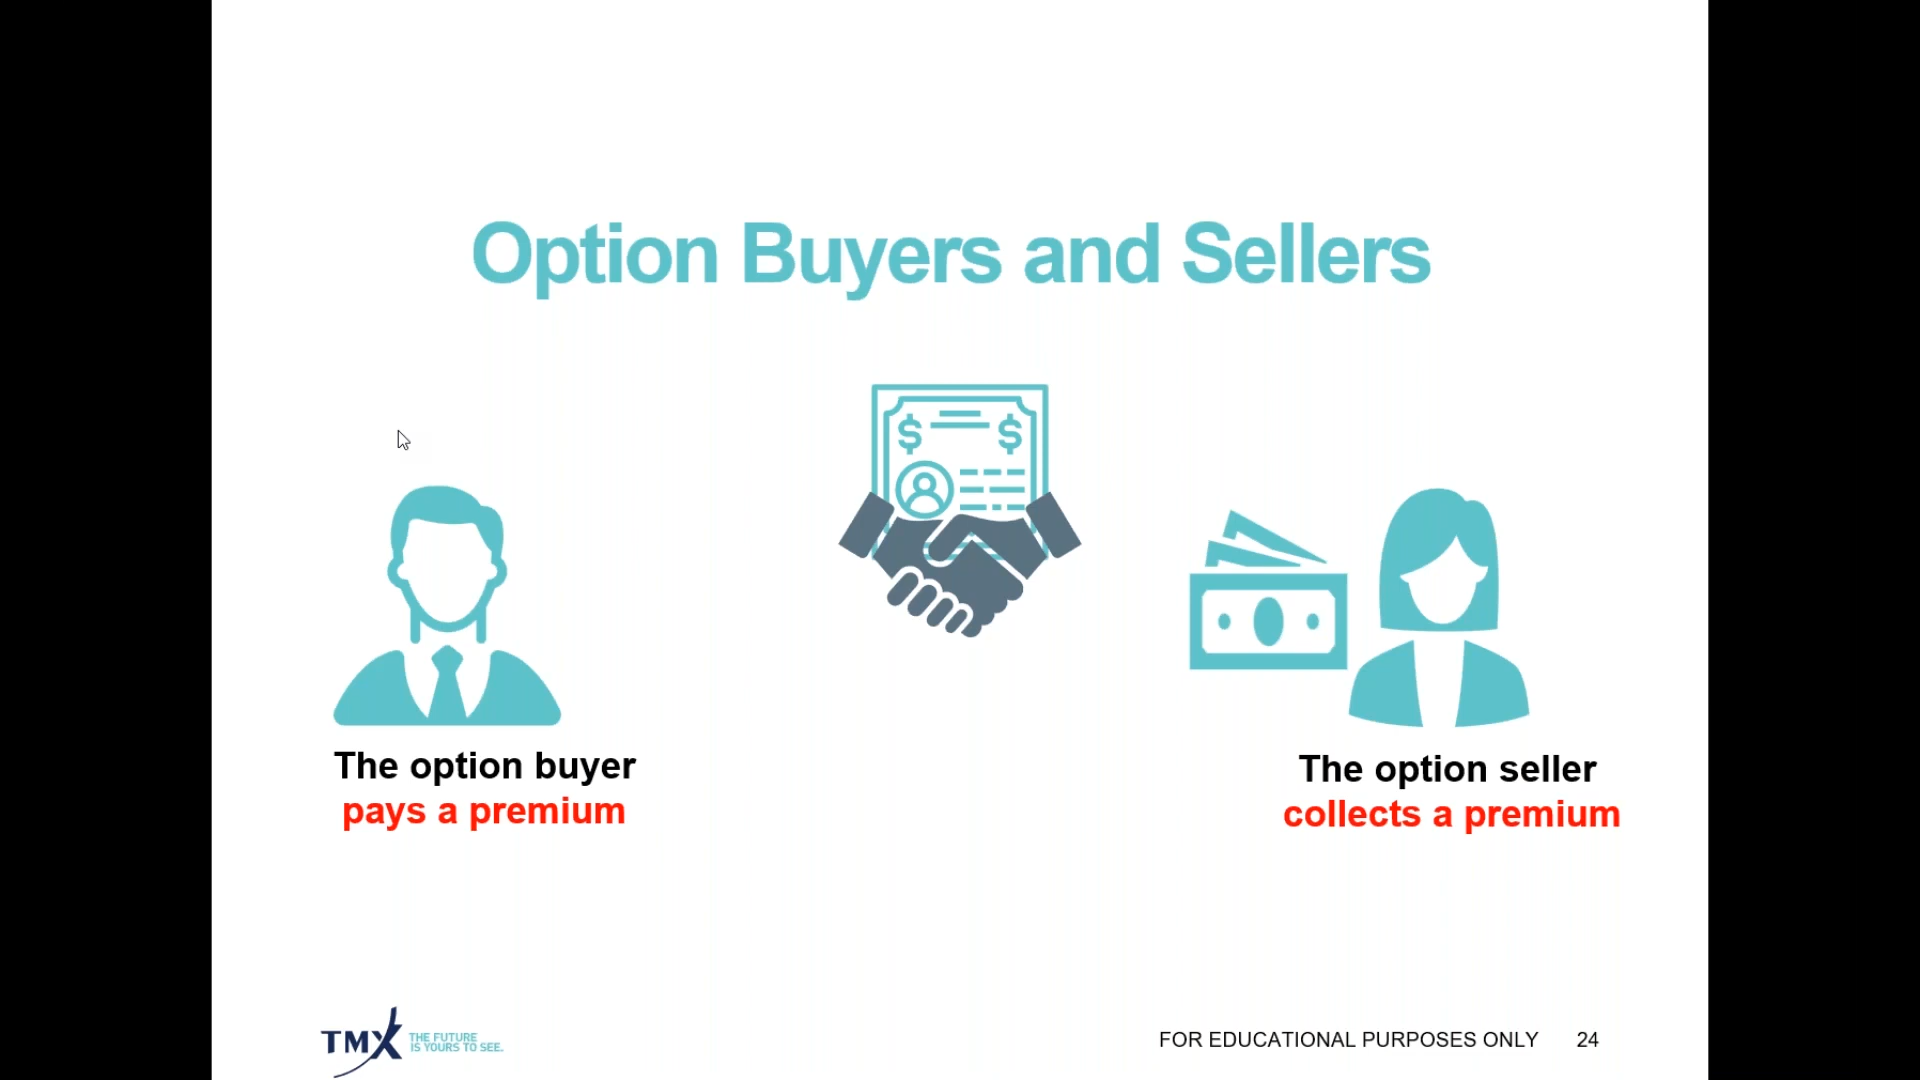 Option Buyers and Sellers
$ $
The option buyer
pays a premium
The option seller
collects a premium
TMX THE FUTURE
IS YOURS TO SEE.
FOR EDUCATIONAL PURPOSES ONLY 24